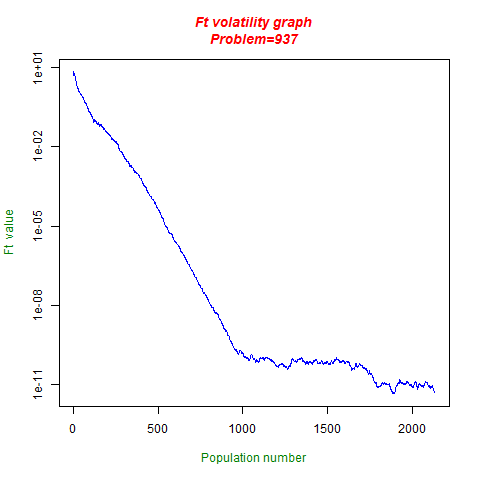 Ft volatility graph
Problem=937
1e+01
1e-02
1e-05
1e-08
1e-11
Ft value
0
500
1000
1500
2000
Population number